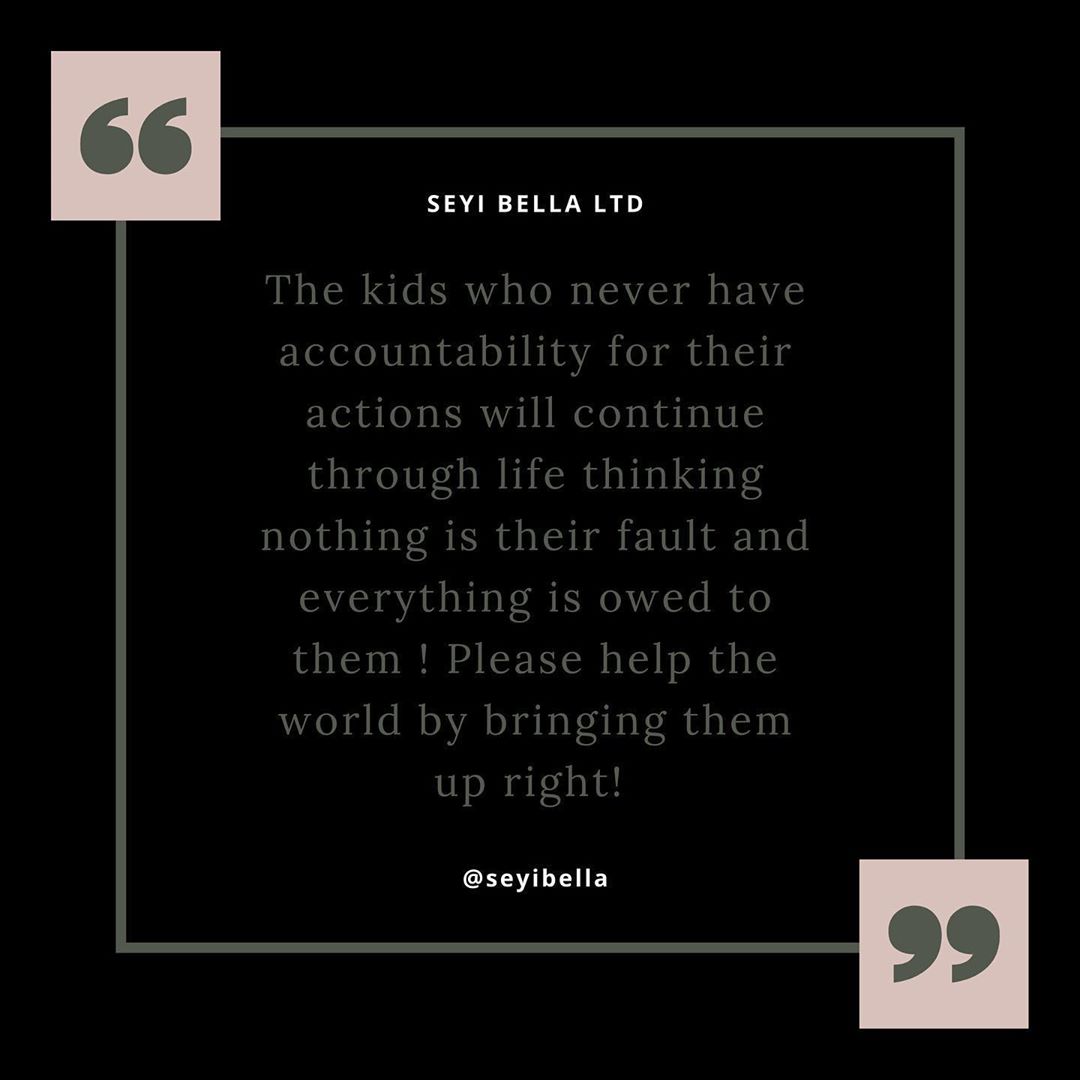 SEYI BELLA LTD
The kids who never have
accountability for their
actions will continue
through life thinking
nothing is their fault and
everything is owed to
them ! Please help the
world by bringing them
up right!
@seyibella